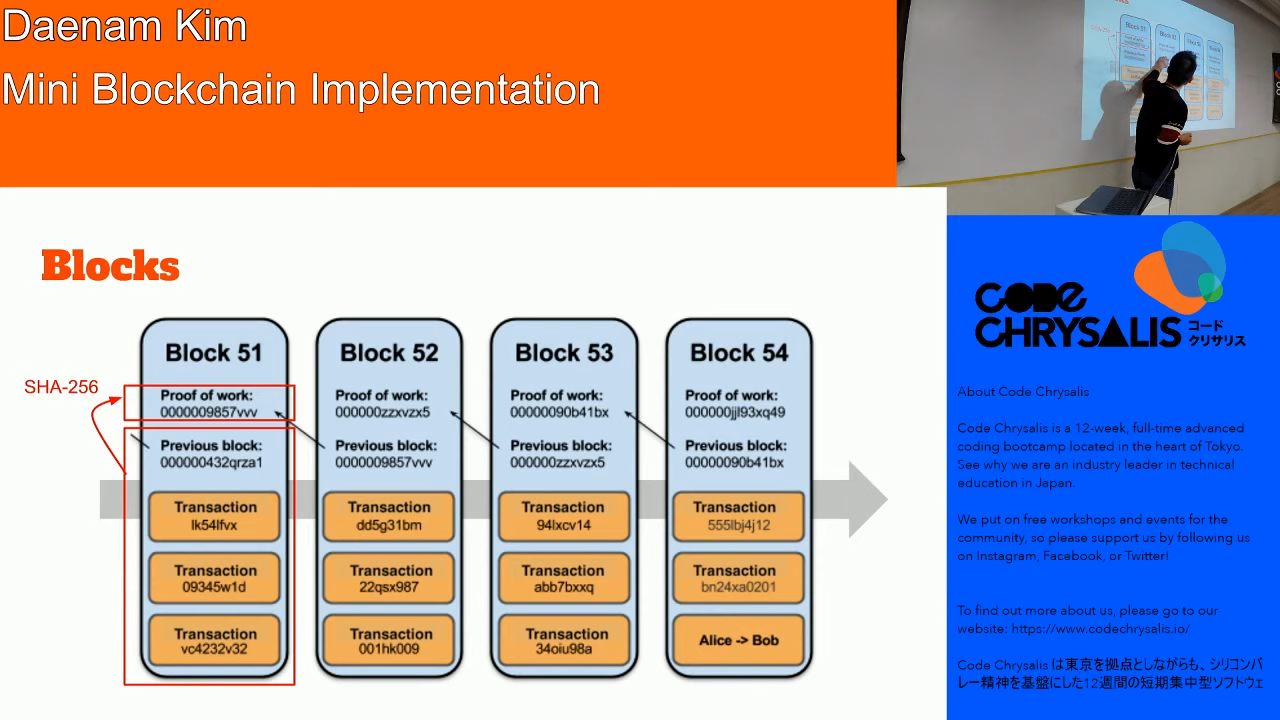 Daenam Kim
Mini Blockchain Implementation
Blocks
SHA-256
Block 51
Proof of work:
0000009857vvv
Previous block:
000000432qrza1
Transaction
lk54lfvx
Transaction
09345w1d
Transaction
vc4232v32
Block 52
Proof of work:
000000zzxvzx5
Previous block:
0000009857vvv
Transaction
dd5g31bm
Transaction
22qsx987
Transaction
001hk009
Block 53
Proof of work:
00000090b41bx
Previous block:
000000zzxvzx5
Transaction
94lxcv14
Transaction
abb7bxxq
Transaction
34oiu98a
Block 54
Proof of work:
000000jjl93xq49
Previous block:
00000090b41bx
Transaction
555lbj4j12
Transaction
bn24xa0201
Alice -> Bob
Block 51
CODE
CHRYSALIS
コード
クリサリス
About Code Chrysalis
Code Chrysalis is a 12-week, full-time advanced
coding bootcamp located in the heart of Tokyo.
See why we are an industry leader in technical
education in Japan.
We put on free workshops and events for the
community, so please support us by following us
on Instagram, Facebook, or Twitter!
To find out more about us, please go to our
website: https://www.codechrysalis.io/
Code Chrysalis は東京を拠点としながらも、シリコンバ
レー精神を基盤にした12週間の短期集中型ソフトウェ